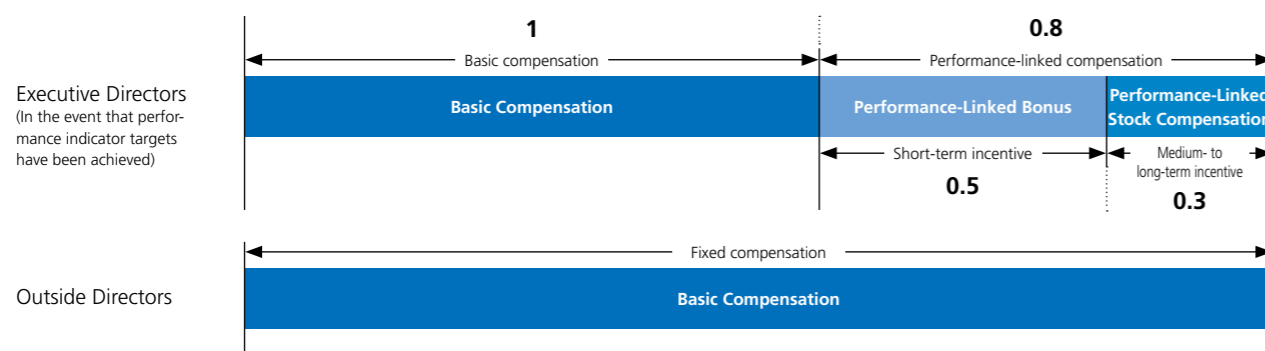 1
0.8
Basic compensation
Performance-linked compensation
Executive Directors
(In the event that perfor-
mance indicator targets
have been achieved)
Basic Compensation
Performance-Linked Bonus
Performance-Linked
Stock Compensation
Short-term incentive
Medium- to
long-term incentive
0.5
0.3
Fixed compensation
Outside Directors
Basic Compensation